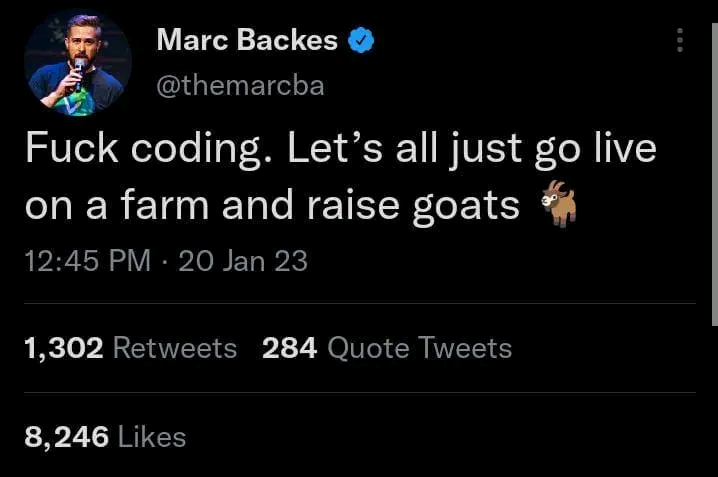 Marc Backes
@themarcba
Fuck coding. Let’s all just go live
on a farm and raise goats 🐐
12:45 PM · 20 Jan 23
1,302 Retweets 284 Quote Tweets
8,246 Likes